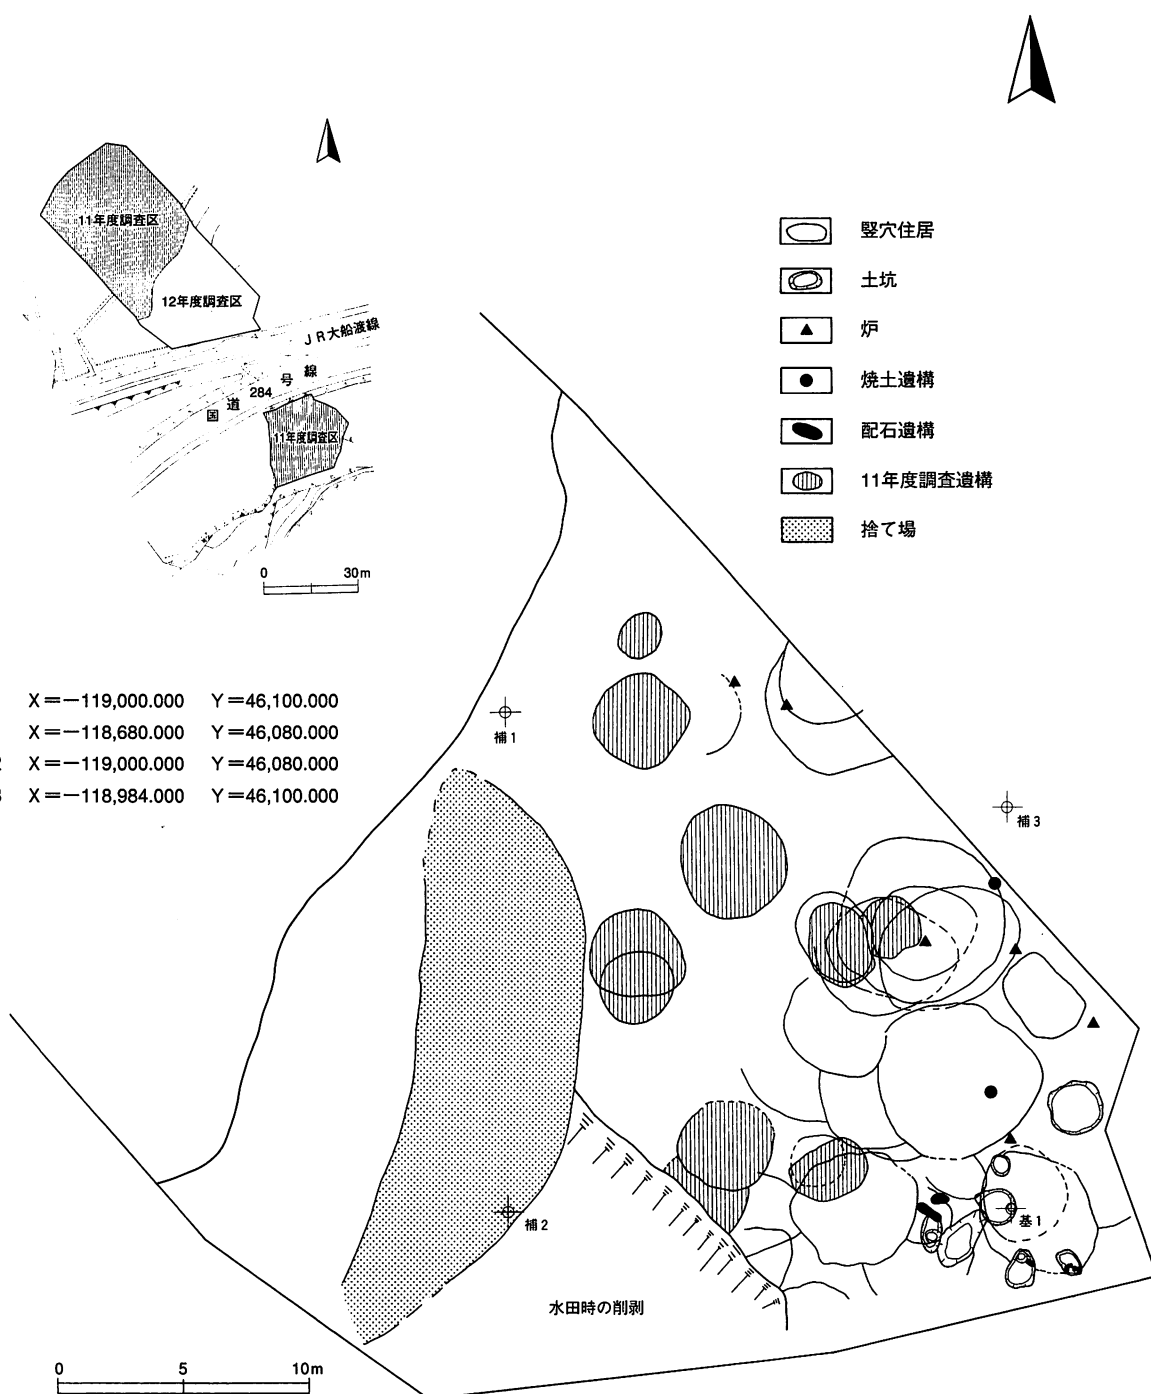 11年度調査区
12年度調査区
JR大船渡線
国道284号線
11年度調査区
0 30m
竪穴住居
土坑
炉
焼土遺構
配石遺構
11年度調査遺構
捨て場
X=-119,000.000 Y=46,100.000
X=-118,680.000 Y=46,080.000
X=-119,000.000 Y=46,080.000
X=-118,984.000 Y=46,100.000
補1
補3
補2
基1
水田時の削剥
0 5 10m